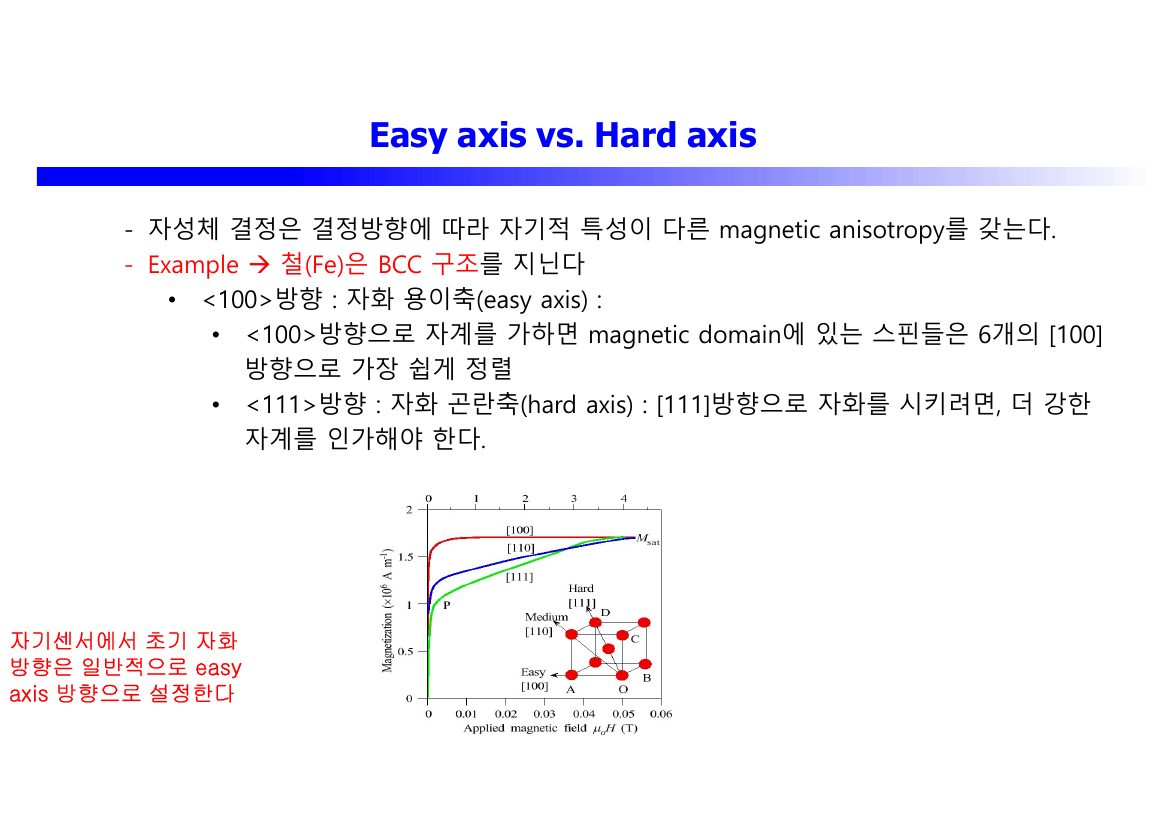 Easy axis vs. Hard axis
- 자성체 결정은 결정방향에 따라 자기적 특성이 다른 magnetic anisotropy를 갖는다.
- Example → 철(Fe)은 BCC 구조를 지닌다
• <100>방향 : 자화 용이축(easy axis) :
• <100>방향으로 자계를 가하면 magnetic domain에 있는 스핀들은 6개의 [100]
방향으로 가장 쉽게 정렬
• <111>방향 : 자화 곤란축(hard axis) : [111]방향으로 자화를 시키려면, 더 강한
자계를 인가해야 한다.
0 1 2 3 4
2
[100]
Msat
[110]
1.5
[111]
Magnetization (×10⁶ A m⁻¹)
Hard
[111]
D
1 P
Medium
[110]
C
0.5
Easy
[100]
A O B
0
0 0.01 0.02 0.03 0.04 0.05 0.06
Applied magnetic field μoH (T)
자기센서에서 초기 자화
방향은 일반적으로 easy
axis 방향으로 설정한다